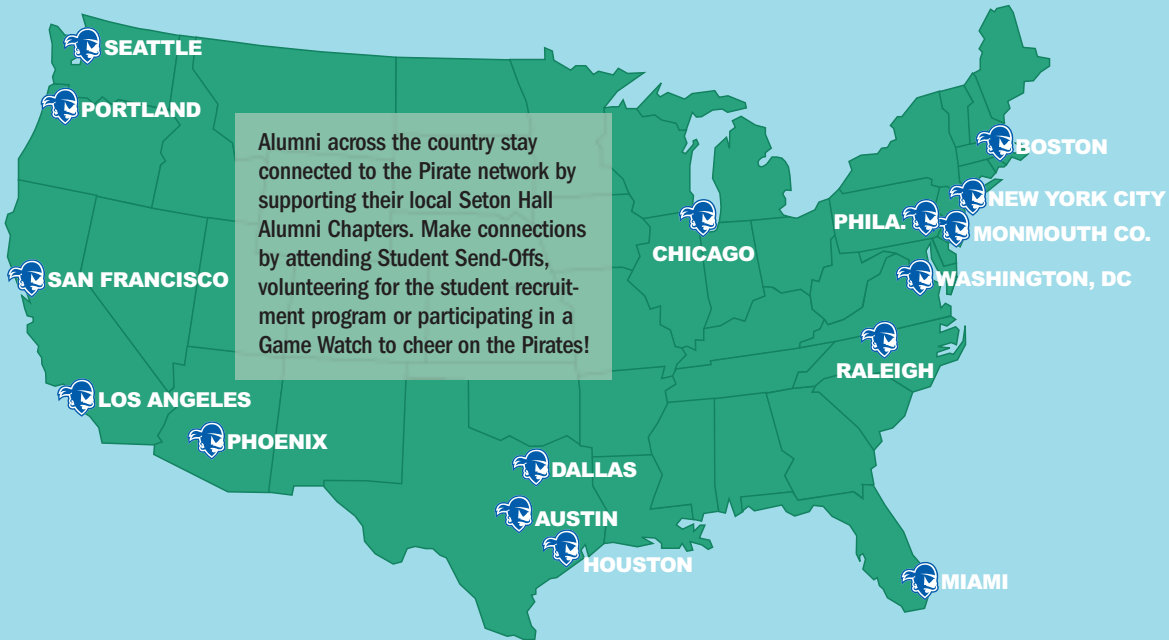 SEATTLE
PORTLAND
Alumni across the country stay
connected to the Pirate network by
supporting their local Seton Hall
Alumni Chapters. Make connections
by attending Student Send-Offs,
volunteering for the student recruit-
ment program or participating in a
Game Watch to cheer on the Pirates!
BOSTON
NEW YORK CITY
PHILA.
MONMOUTH CO.
CHICAGO
SAN FRANCISCO
WASHINGTON, DC
RALEIGH
LOS ANGELES
PHOENIX
DALLAS
AUSTIN
HOUSTON
MIAMI